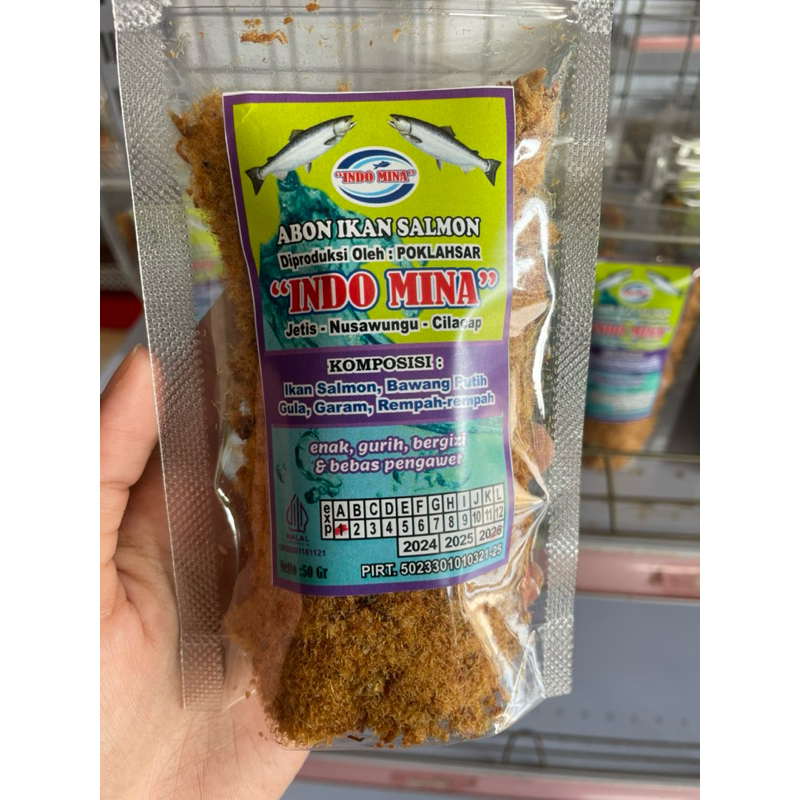 "INDO MINA"
ABON IKAN SALMON
Diproduksi Oleh : POKLAHSAR
"INDO MINA"
Jetis - Nusawungu - Cilacap
KOMPOSISI :
Ikan Salmon, Bawang Putih
Gula, Garam, Rempah-rempah
enak, gurih, bergizi
& bebas pengawet
exp
A B C D E F G H I J K L
2 3 4 5 6 7 8 9 10 11 12
2024 2025 2026
HALAL
Netto :50 Gr
PIRT. 5023301010321-25
INDO MINA